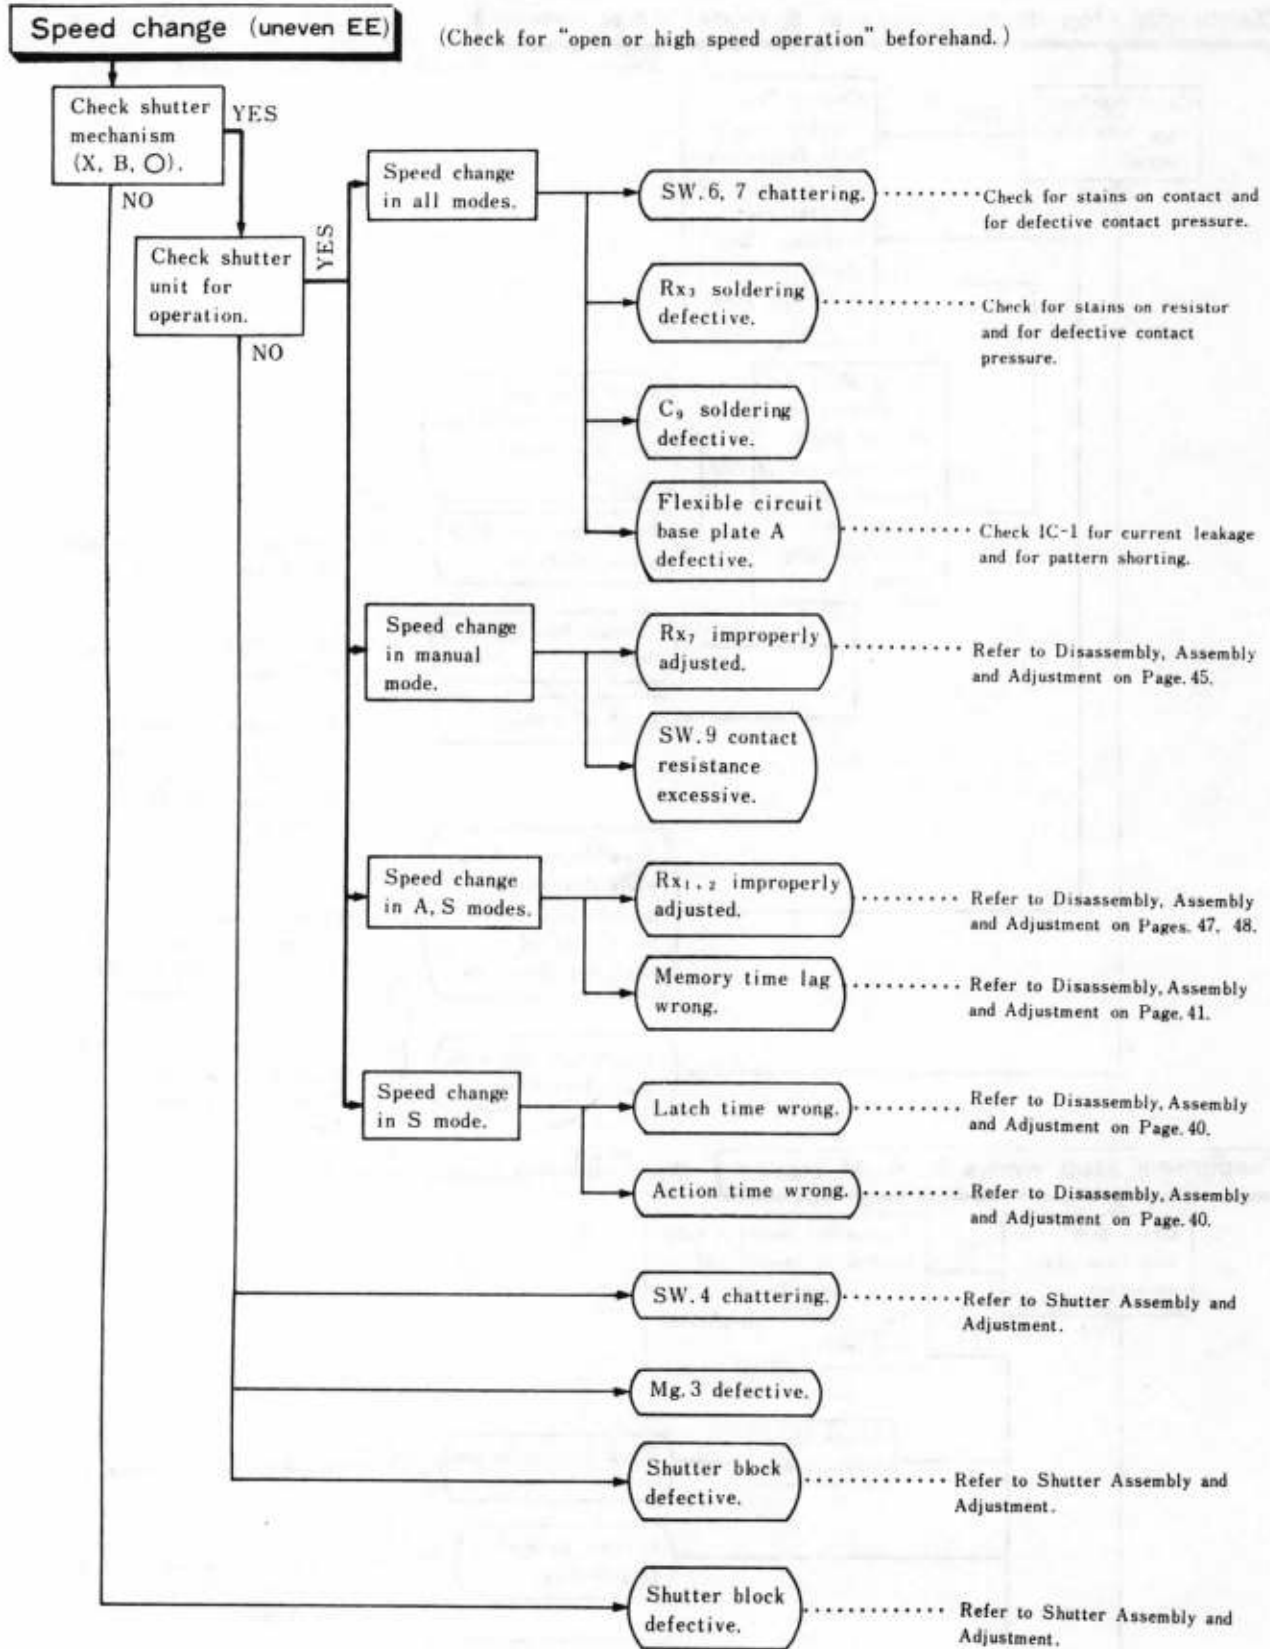 Speed change (uneven EE)
(Check for “open or high speed operation” beforehand.)
Check shutter
mechanism
(X, B, ○).
YES
NO
Check shutter
unit for
operation.
YES
NO
Speed change
in all modes.
SW.6, 7 chattering.
Check for stains on contact and
for defective contact pressure.
Rx₃ soldering
defective.
Check for stains on resistor
and for defective contact
pressure.
C₉ soldering
defective.
Flexible circuit
base plate A
defective.
Check IC-1 for current leakage
and for pattern shorting.
Speed change
in manual
mode.
Rx₇ improperly
adjusted.
Refer to Disassembly, Assembly
and Adjustment on Page. 45.
SW.9 contact
resistance
excessive.
Speed change
in A, S modes.
Rx₁, ₂ improperly
adjusted.
Refer to Disassembly, Assembly
and Adjustment on Pages. 47, 48.
Memory time lag
wrong.
Refer to Disassembly, Assembly
and Adjustment on Page. 41.
Speed change
in S mode.
Latch time wrong.
Refer to Disassembly, Assembly
and Adjustment on Page. 40.
Action time wrong.
Refer to Disassembly, Assembly
and Adjustment on Page. 40.
SW.4 chattering.
Refer to Shutter Assembly and
Adjustment.
Mg.3 defective.
Shutter block
defective.
Refer to Shutter Assembly and
Adjustment.
Shutter block
defective.
Refer to Shutter Assembly and
Adjustment.